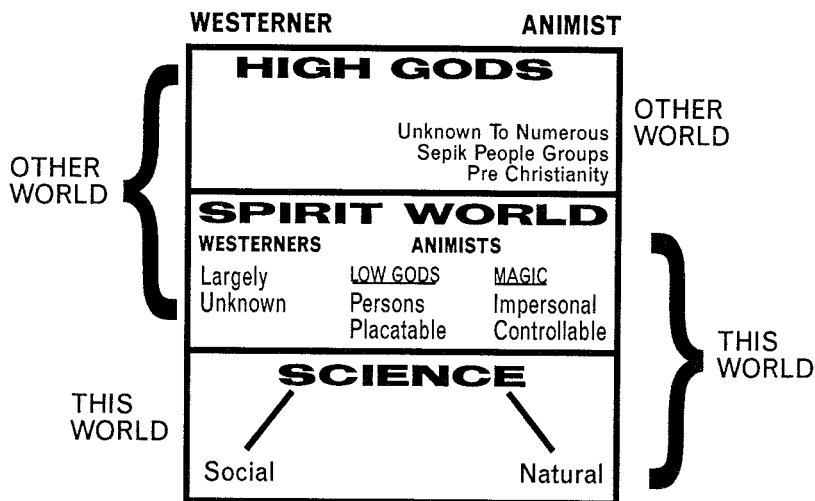 WESTERNER ANIMIST
HIGH GODS
OTHER
WORLD
Unknown To Numerous
Sepik People Groups
Pre Christianity
OTHER
WORLD
SPIRIT WORLD
WESTERNERS ANIMISTS
Largely
Unknown
LOW GODS
Persons
Placatable
MAGIC
Impersonal
Controllable
THIS
WORLD
SCIENCE
THIS
WORLD
Social Natural